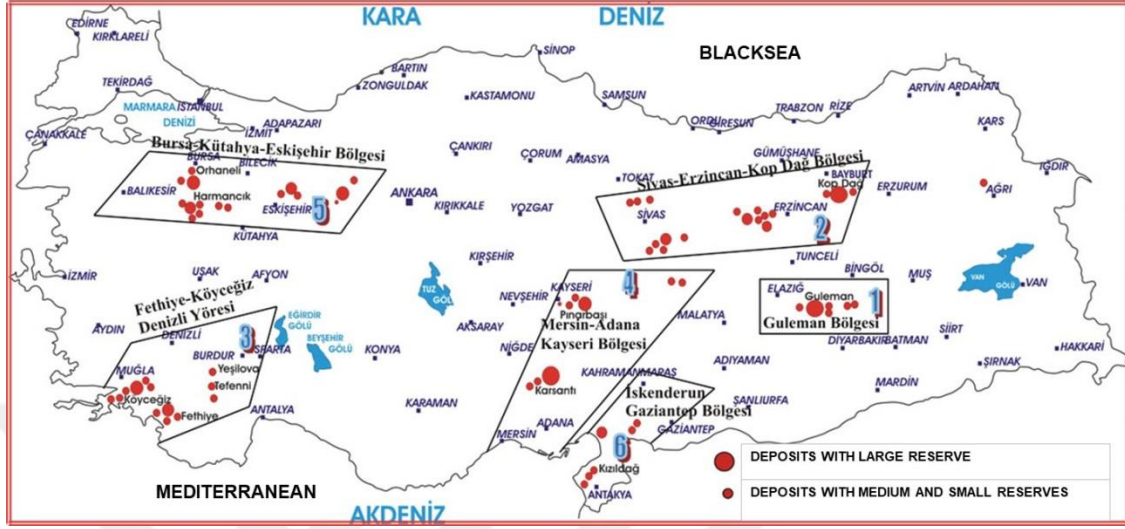 KARA DENİZ
BLACKSEA
EDİRNE
KIRKLARELİ
TEKİRDAĞ
İSTANBUL
MARMARA
DENİZİ
ÇANAKKALE
İZMİT
ADAPAZARI
ZONGULDAK
BARTIN
KASTAMONU
SİNOP
SAMSUN
ORDU
GİRESUN
TRABZON
RİZE
ARTVİN
ARDAHAN
KARS
IĞDIR
AĞRI
Bursa-Kütahya-Eskişehir Bölgesi
BURSA
BİLECİK
Orhaneli
BALIKESİR
Harmancık
ESKİŞEHİR
5
KÜTAHYA
ANKARA
ÇANKIRI
ÇORUM
AMASYA
KIRIKKALE
YOZGAT
TOKAT
Sivas-Erzincan-Kop Dağ Bölgesi
GÜMÜŞHANE
BAYBURT
Kop Dağ
ERZURUM
SİVAS
ERZİNCAN
2
TUNCELİ
BİNGÖL
MUŞ
VAN
GÖLÜ
VAN
ELAZIĞ
Guleman
1
Guleman Bölgesi
DİYARBAKIR
BATMAN
SİİRT
ŞIRNAK
HAKKARİ
MARDİN
İZMİR
UŞAK
AFYON
Fethiye-Köyceğiz
Denizli Yöresi
AYDIN
DENİZLİ
3
EĞİRDİR
GÖLÜ
BEYŞEHİR
GÖLÜ
BURDUR
ISPARTA
Yeşilova
Tefenni
MUĞLA
Köyceğiz
Fethiye
ANTALYA
KONYA
KARAMAN
TUZ
GÖLÜ
KIRŞEHİR
NEVŞEHİR
AKSARAY
NİĞDE
4
KAYSERİ
Pınarbaşı
Mersin-Adana
Kayseri Bölgesi
MALATYA
ADIYAMAN
KAHRAMANMARAŞ
Karsantı
ADANA
MERSİN
İskenderun
Gaziantep Bölgesi
ŞANLIURFA
GAZİANTEP
6
Kızıldağ
ANTAKYA
MEDITERRANEAN
AKDENİZ
DEPOSITS WITH LARGE RESERVE
DEPOSITS WITH MEDIUM AND SMALL RESERVES